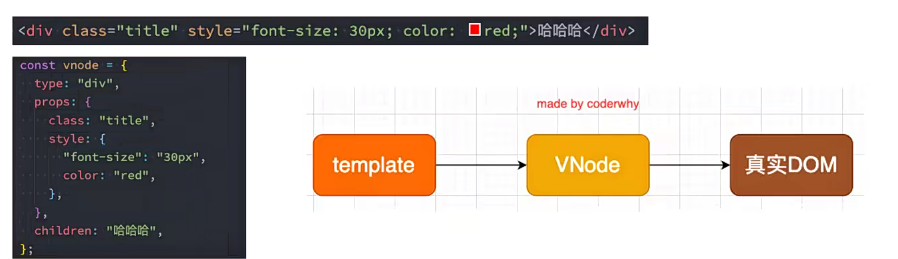 <div class="title" style="font-size: 30px; color: red;">哈哈哈</div>
const vnode = {
  type: "div",
  props: {
    class: "title",
    style: {
      "font-size": "30px",
      color: "red",
    },
  },
  children: "哈哈哈",
};
made by coderwhy
template
VNode
真实DOM